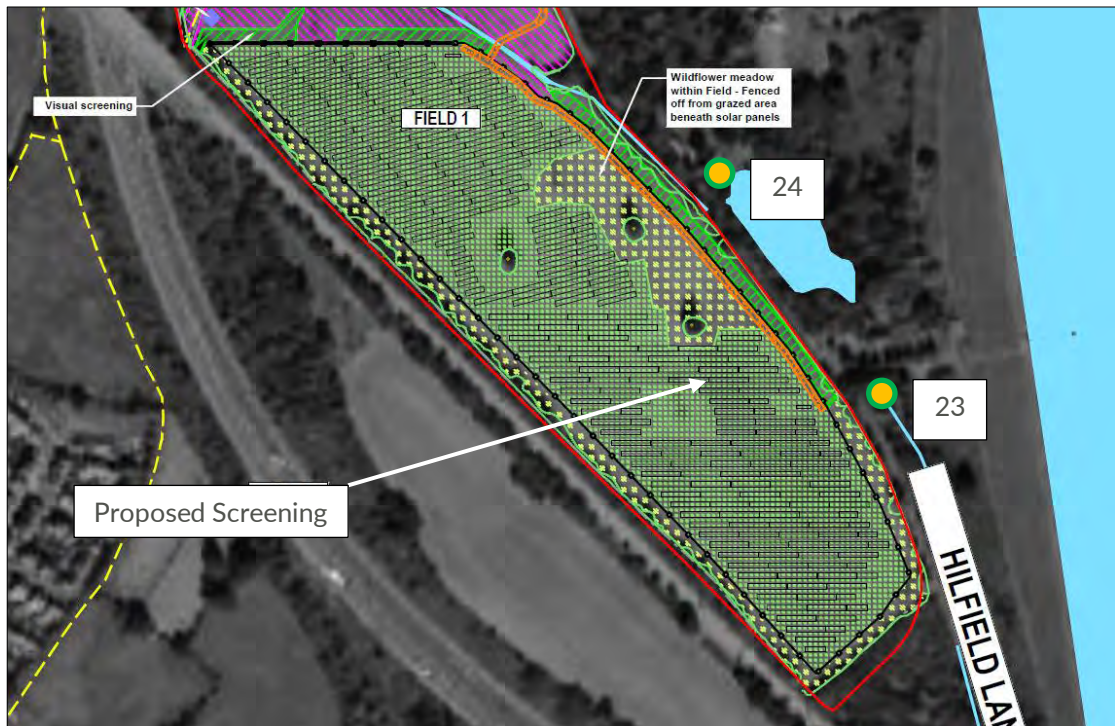 Visual screening
FIELD 1
Wildflower meadow
within Field - Fenced
off from grazed area
beneath solar panels
24
23
Proposed Screening
HILFIELD LAN